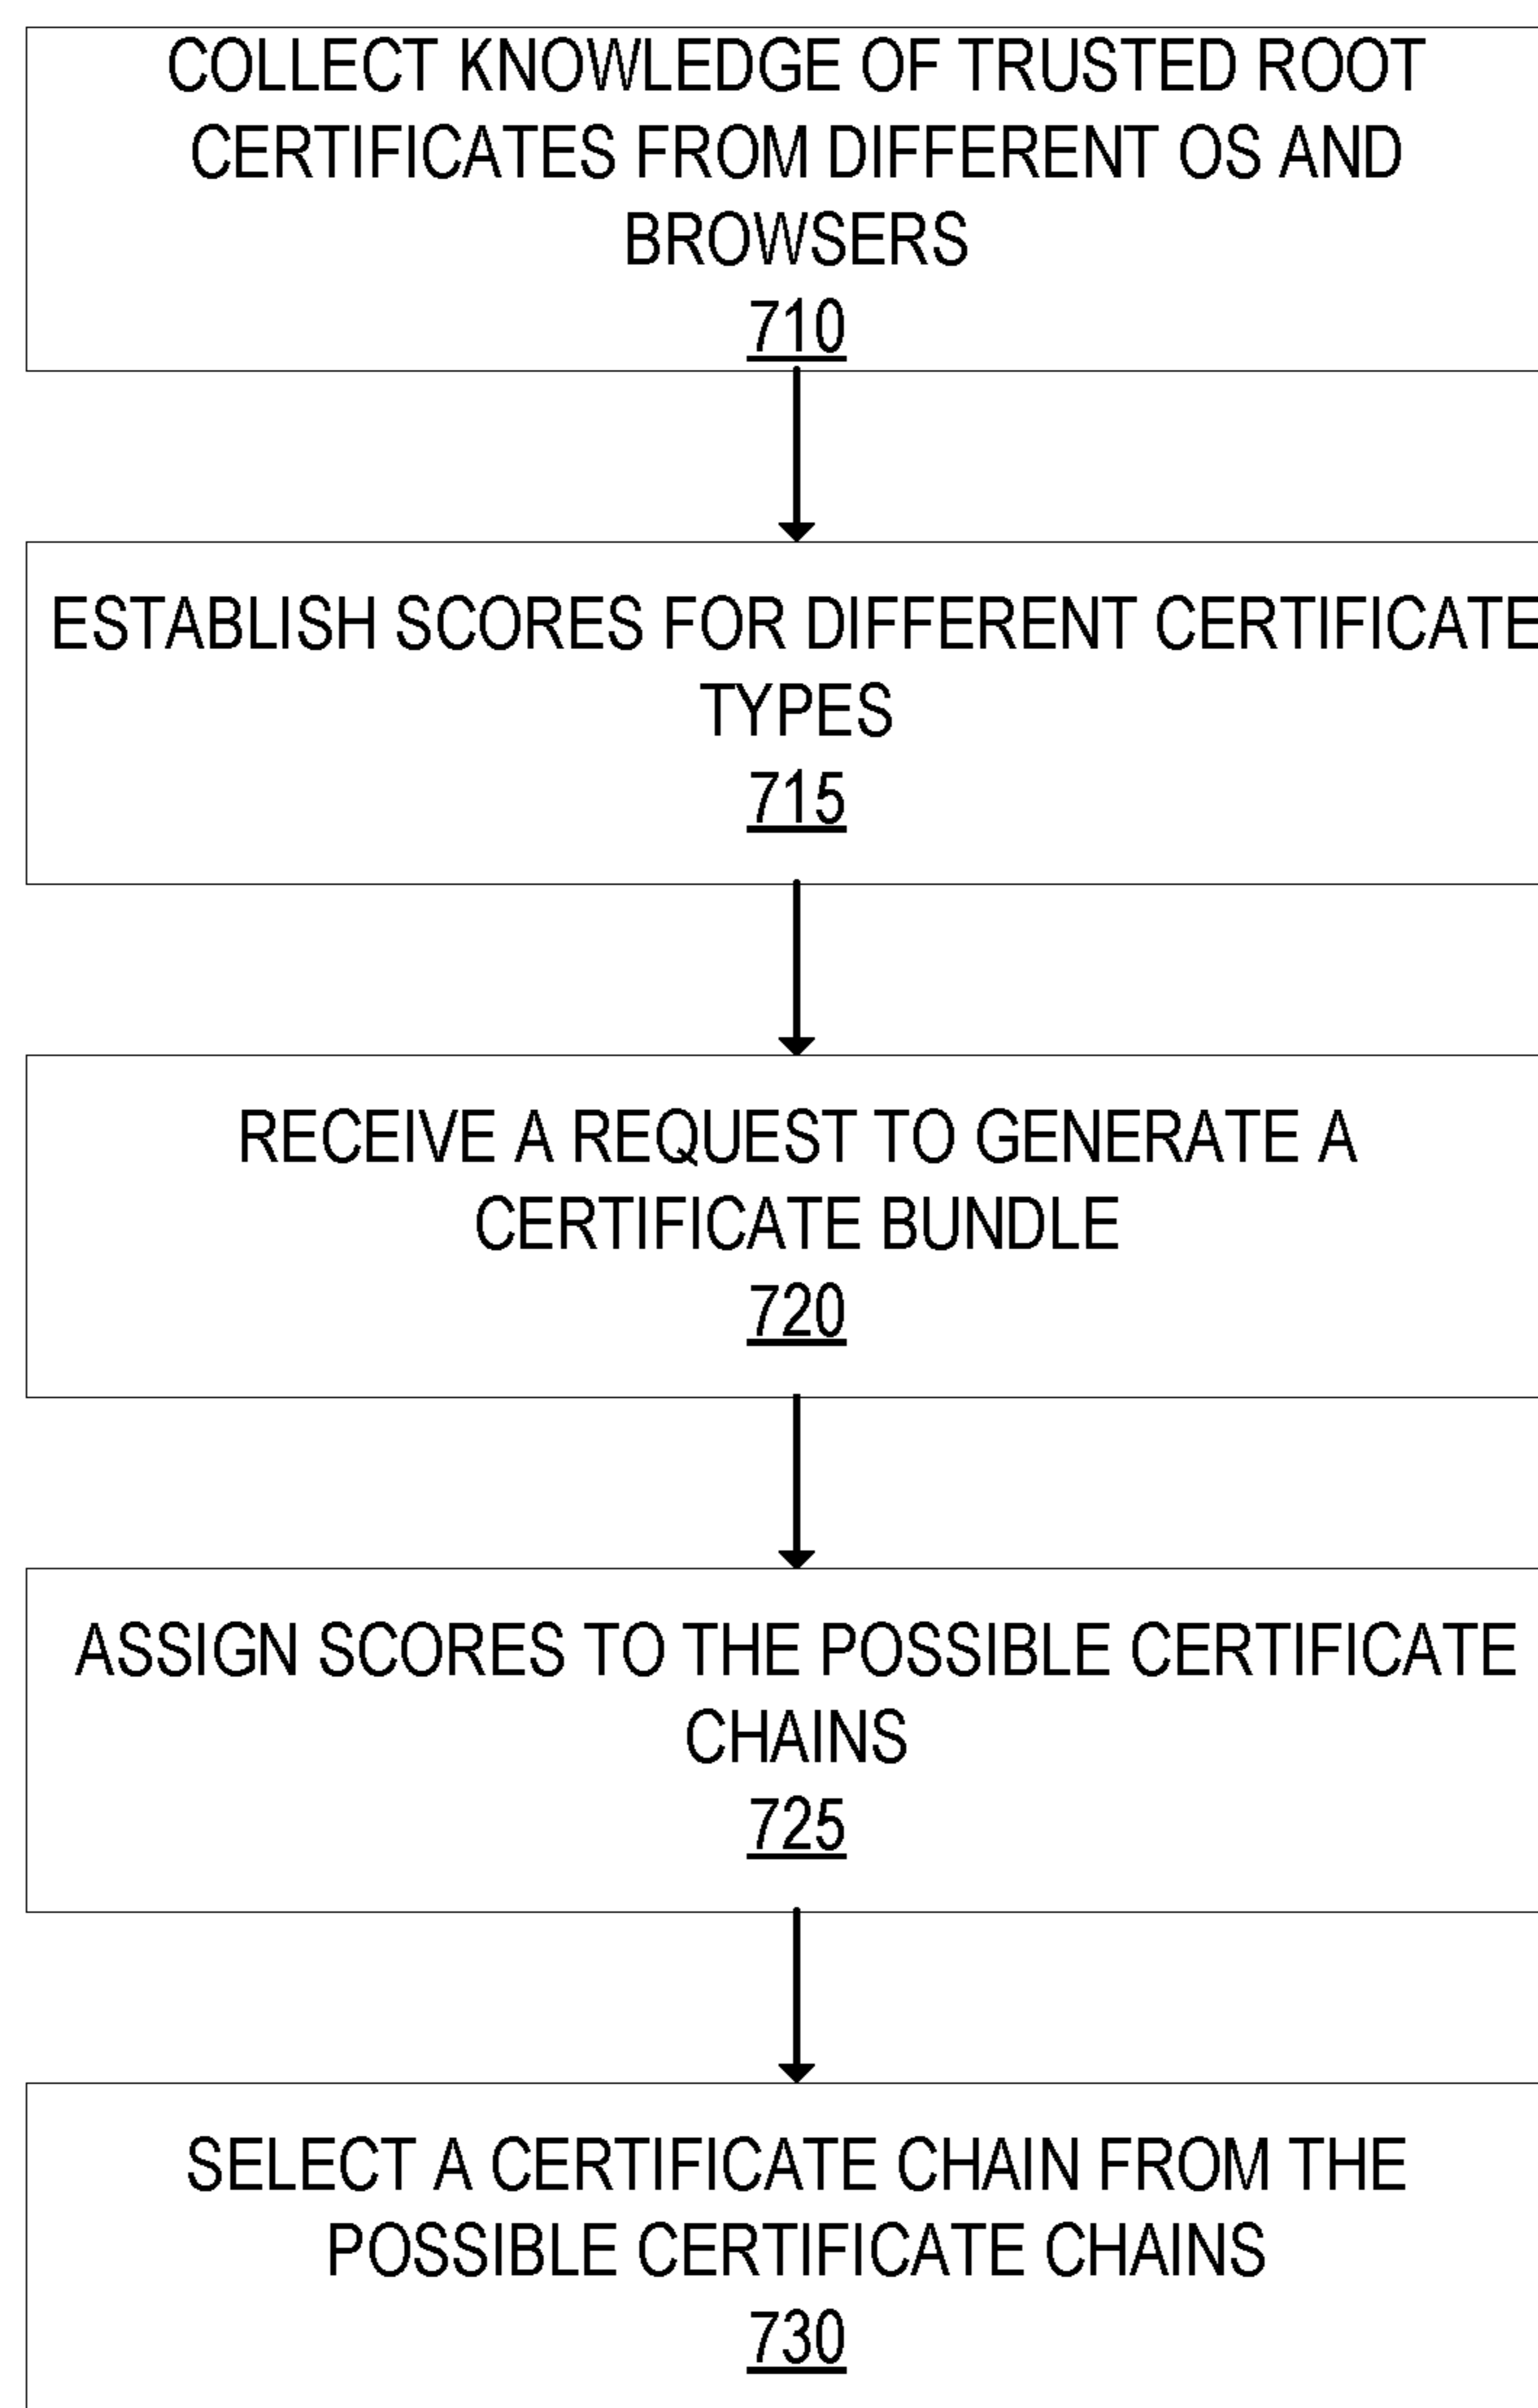 COLLECT KNOWLEDGE OF TRUSTED ROOT
CERTIFICATES FROM DIFFERENT OS AND
BROWSERS
710
ESTABLISH SCORES FOR DIFFERENT CERTIFICATE
TYPES
715
RECEIVE A REQUEST TO GENERATE A
CERTIFICATE BUNDLE
720
ASSIGN SCORES TO THE POSSIBLE CERTIFICATE
CHAINS
725
SELECT A CERTIFICATE CHAIN FROM THE
POSSIBLE CERTIFICATE CHAINS
730